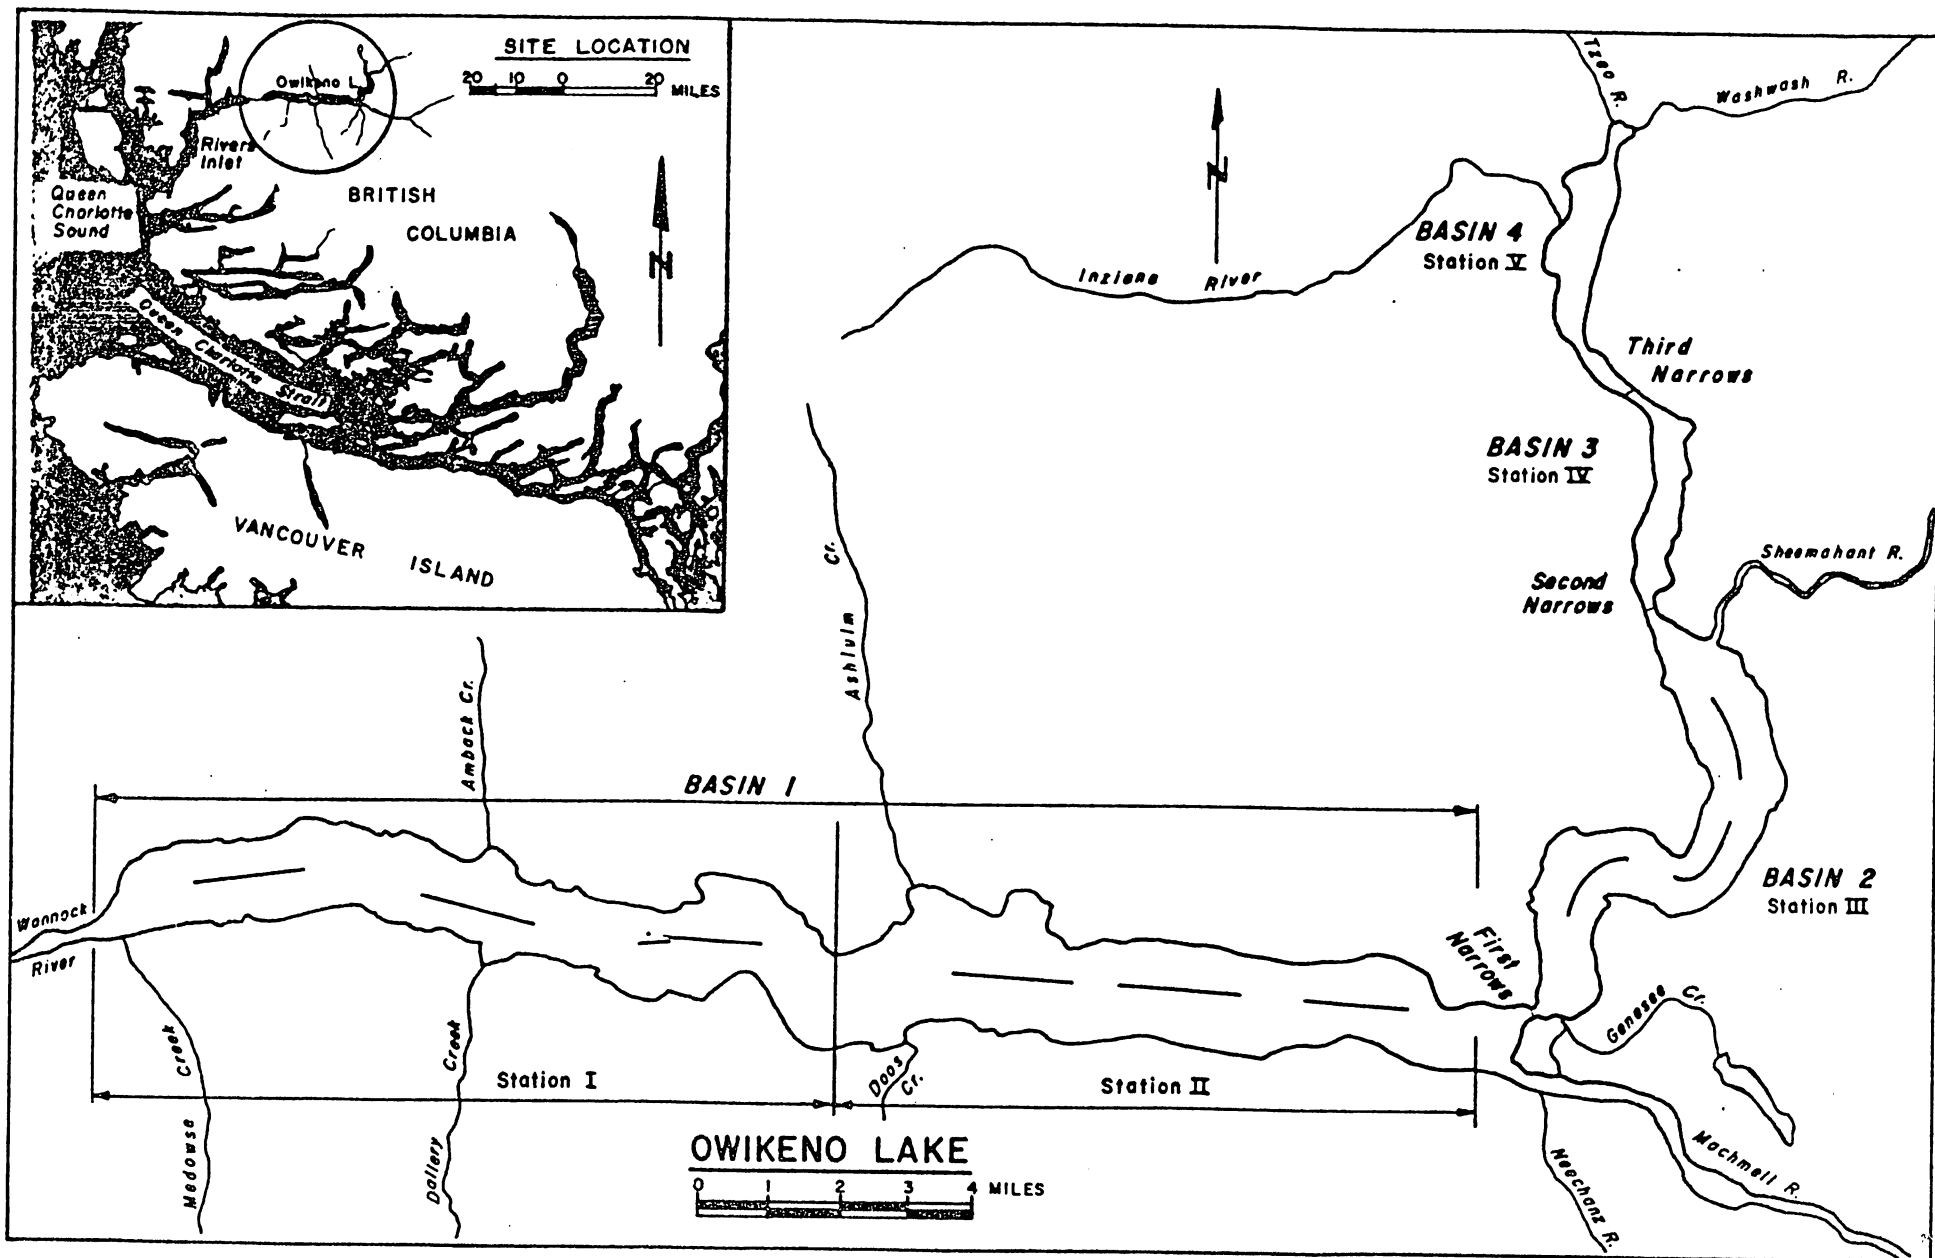 SITE LOCATION
20 10 0 20 MILES
Owikeno L.
Rivers
Inlet
Queen
Charlotte
Sound
BRITISH
COLUMBIA
N
Queen Charlotte Strait
VANCOUVER ISLAND
Tzeo R.
Washwash R.
N
BASIN 4
Station V
Inziana River
Third
Narrows
BASIN 3
Station IV
Sheemahant R.
Second
Narrows
Ashlulm Cr.
Amback Cr.
BASIN 1
BASIN 2
Station III
Wannock
River
First
Narrows
Genesee Cr.
Medowse Creek
Dallery Creek
Station I
Doos
Cr.
Station II
Machmell R.
Neechanz R.
OWIKENO LAKE
0 1 2 3 4 MILES